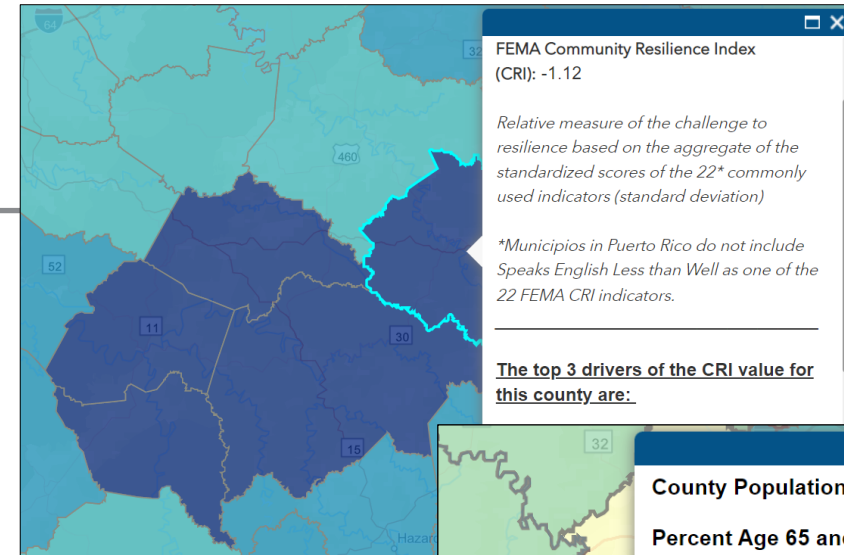 64
32
FEMA Community Resilience Index
(CRI): -1.12
460
Relative measure of the challenge to
resilience based on the aggregate of the
standardized scores of the 22* commonly
used indicators (standard deviation)
*Municipios in Puerto Rico do not include
Speaks English Less than Well as one of the
22 FEMA CRI indicators.
52
11
30
The top 3 drivers of the CRI value for
this county are:
15
32
County Population
Percent Age 65 an
Hazar